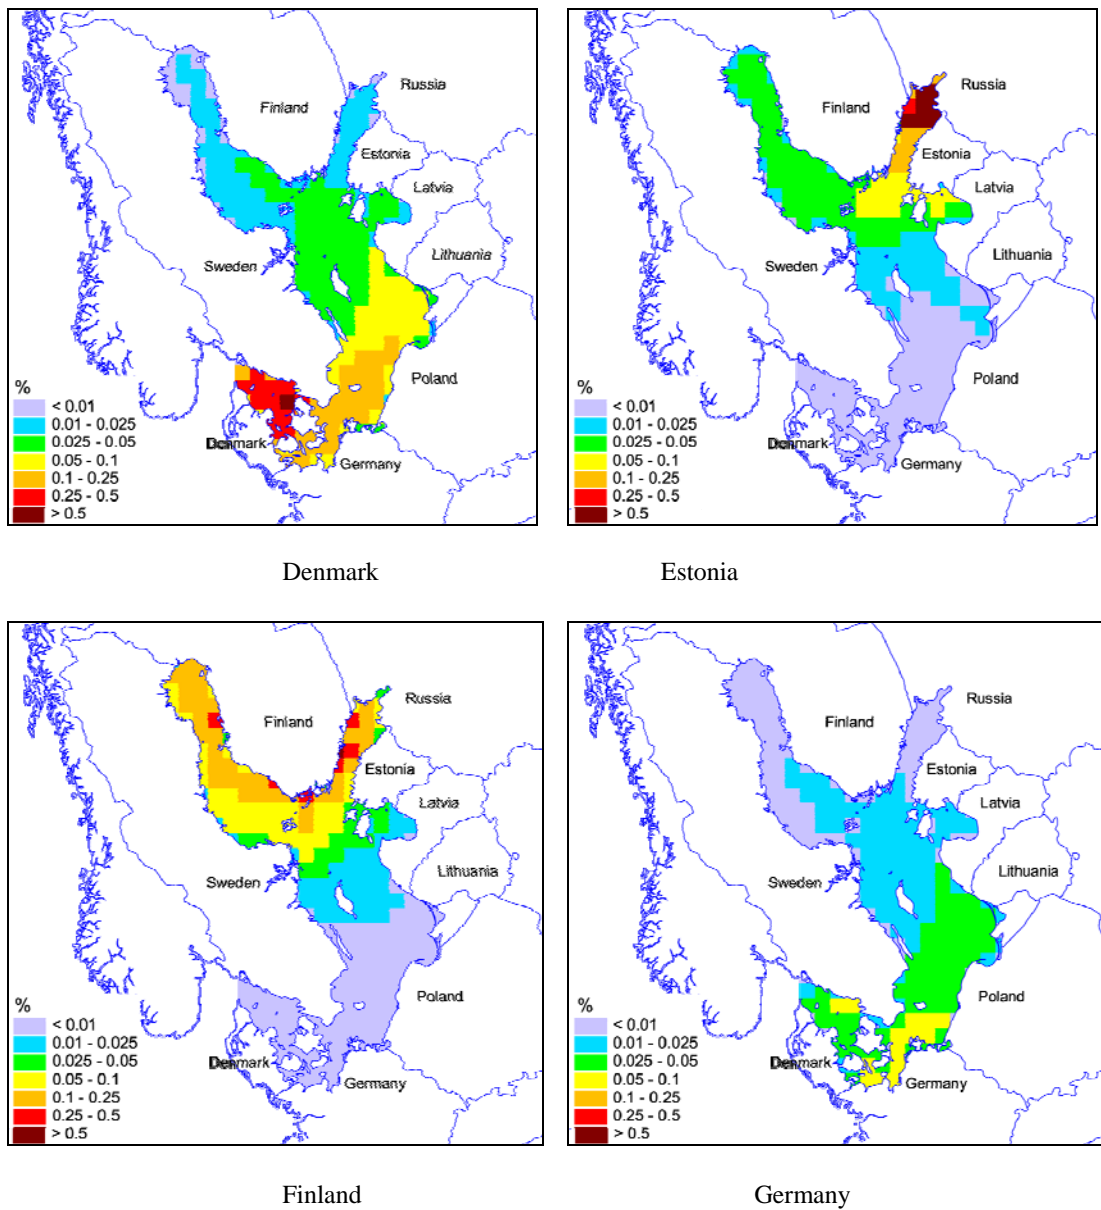 Russia
Finland
Estonia
Latvia
Lithuania
Sweden
Poland
Denmark
Germany
%
< 0.01
0.01 - 0.025
0.025 - 0.05
0.05 - 0.1
0.1 - 0.25
0.25 - 0.5
> 0.5
Russia
Finland
Estonia
Latvia
Lithuania
Sweden
Poland
Denmark
Germany
%
< 0.01
0.01 - 0.025
0.025 - 0.05
0.05 - 0.1
0.1 - 0.25
0.25 - 0.5
> 0.5
Denmark
Estonia
Russia
Finland
Estonia
Latvia
Lithuania
Sweden
Poland
Denmark
Germany
%
< 0.01
0.01 - 0.025
0.025 - 0.05
0.05 - 0.1
0.1 - 0.25
0.25 - 0.5
> 0.5
Russia
Finland
Estonia
Latvia
Lithuania
Sweden
Poland
Denmark
Germany
%
< 0.01
0.01 - 0.025
0.025 - 0.05
0.05 - 0.1
0.1 - 0.25
0.25 - 0.5
> 0.5
Finland
Germany